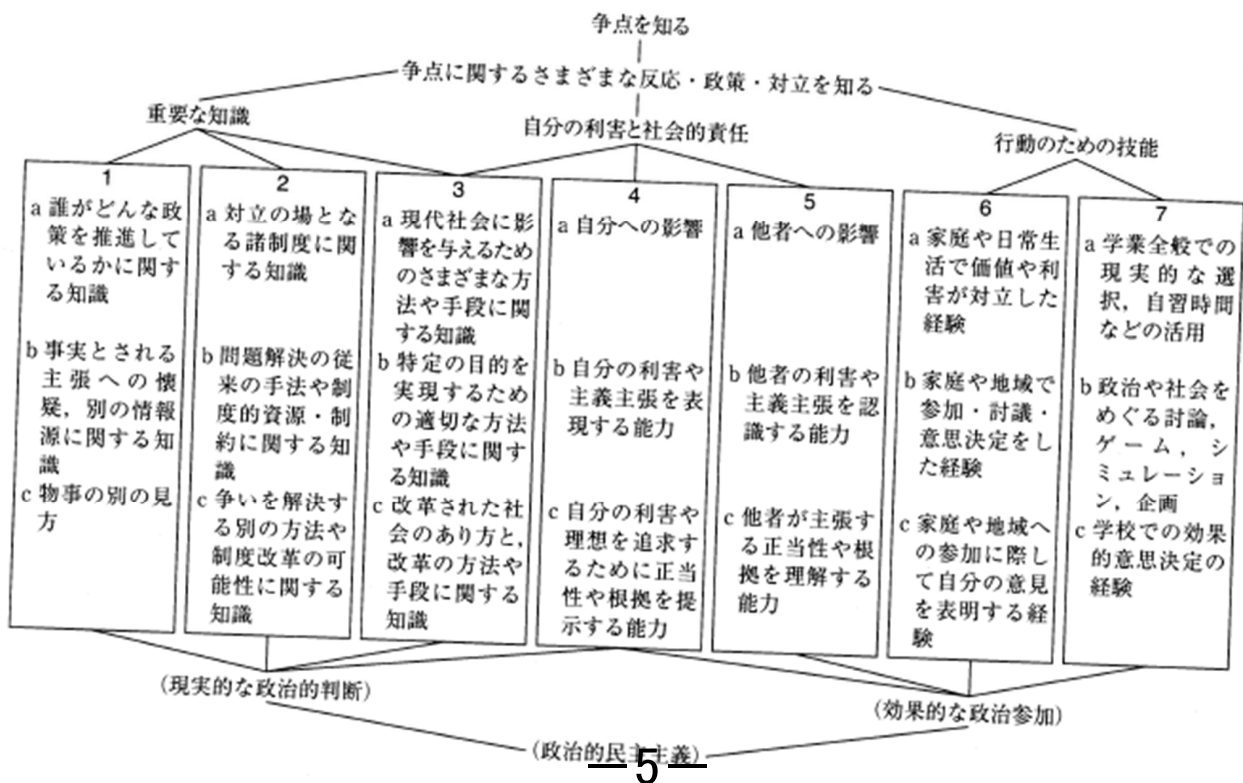 争点を知る
争点に関するさまざまな反応・政策・対立を知る
重要な知識
自分の利害と社会的責任
行動のための技能
1
a 誰がどんな政
策を推進して
いるかに関す
る知識
b 事実とされる
主張への懐
疑，別の情報
源に関する知
識
c 物事の別の見
方
2
a 対立の場とな
る諸制度に関
する知識
b 問題解決の従
来の手法や制
度的資源・制
約に関する知
識
c 争いを解決す
る別の方法や
制度改革の可
能性に関する
知識
3
a 現代社会に影
響を与えるため
のさまざまな方
法や手段に関
する知識
b 特定の目的を
実現するため
の適切な方法
や手段に関す
る知識
c 改革された社
会のあり方と，
改革の方法や
手段に関する
知識
4
a 自分への影響
b 自分の利害や
主義主張を表
現する能力
c 自分の利害や
理想を追求す
るために正当
性や根拠を提
示する能力
5
a 他者への影響
b 他者の利害や
主義主張を認
識する能力
c 他者が主張す
る正当性や根
拠を理解する
能力
6
a 家庭や日常生
活で価値や利
害が対立した
経験
b 家庭や地域で
参加・討議・
意思決定をし
た経験
c 家庭や地域へ
の参加に際し
て自分の意見
を表明する経
験
7
a 学業全般での
現実的な選
択，自習時間
などの活用
b 政治や社会を
めぐる討論，
ゲーム，シ
ミュレーショ
ン，企画
c 学校での効果
的意思決定の
経験
(現実的な政治的判断)
(効果的な政治参加)
(政治的民主主義)
—5—